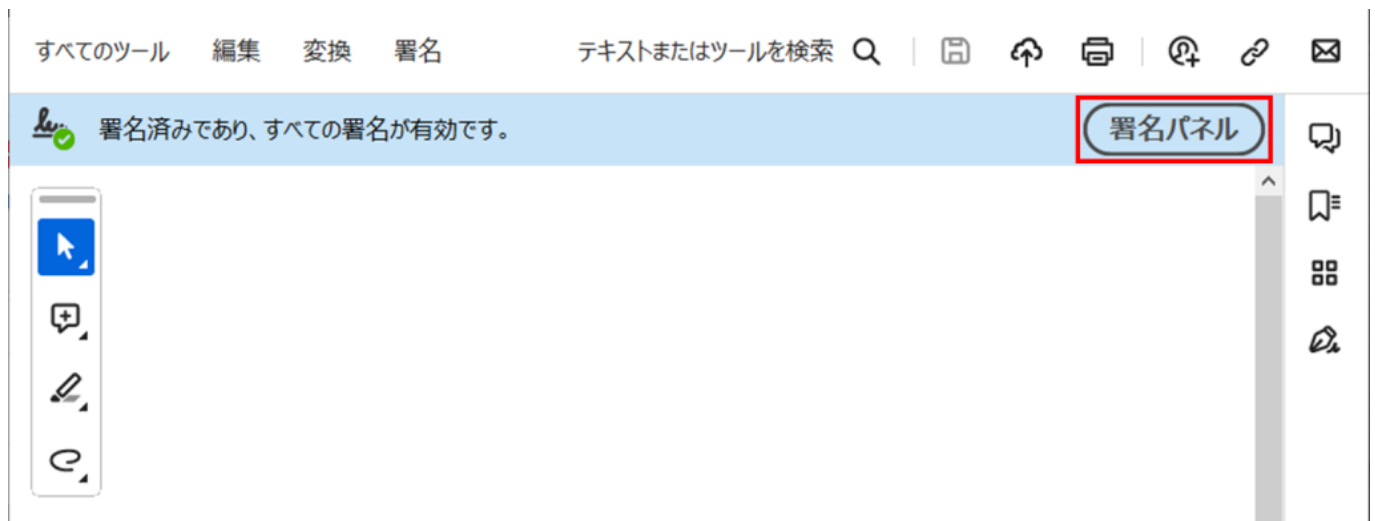 すべてのツール 編集 変換 署名 テキストまたはツールを検索
署名済みであり、すべての署名が有効です。 署名パネル